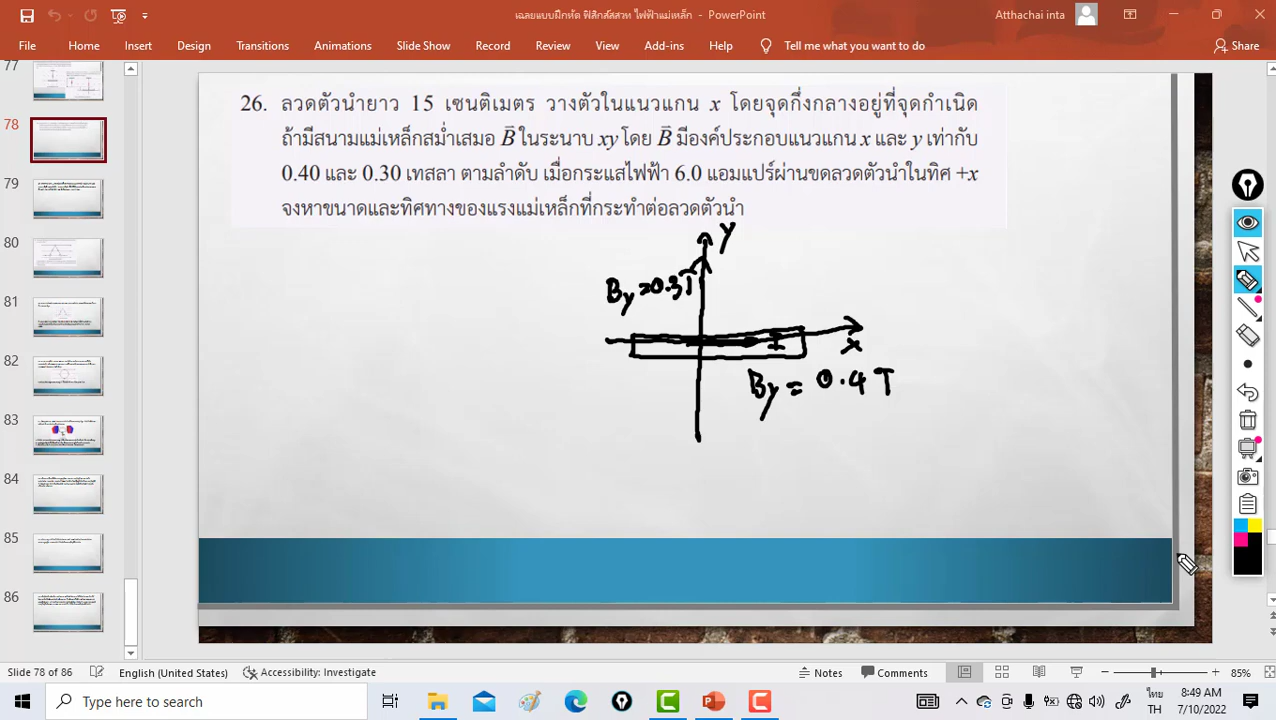 เฉลยแบบฝึกหัด ฟิสิกส์สสวท ไฟฟ้าแม่เหล็ก - PowerPoint
Atthachai inta
File Home Insert Design Transitions Animations Slide Show Record Review View Add-ins Help Tell me what you want to do Share
77
78
79
80
81
82
83
84
85
86
26. ลวดตัวนำยาว 15 เซนติเมตร วางตัวในแนวแกน x โดยจุดกึ่งกลางอยู่ที่จุดกำเนิด
ถ้ามีสนามแม่เหล็กสม่ำเสมอ B⃗ ในระนาบ xy โดย B⃗ มีองค์ประกอบแนวแกน x และ y เท่ากับ
0.40 และ 0.30 เทสลา ตามลำดับ เมื่อกระแสไฟฟ้า 6.0 แอมแปร์ผ่านขดลวดตัวนำในทิศ +x
จงหาขนาดและทิศทางของแรงแม่เหล็กที่กระทำต่อลวดตัวนำ
y
By = 0.3T
I
x
By = 0.4 T
Slide 78 of 86 English (United States) Accessibility: Investigate Notes Comments 85%
Type here to search
ไทย
TH
8:49 AM
7/10/2022